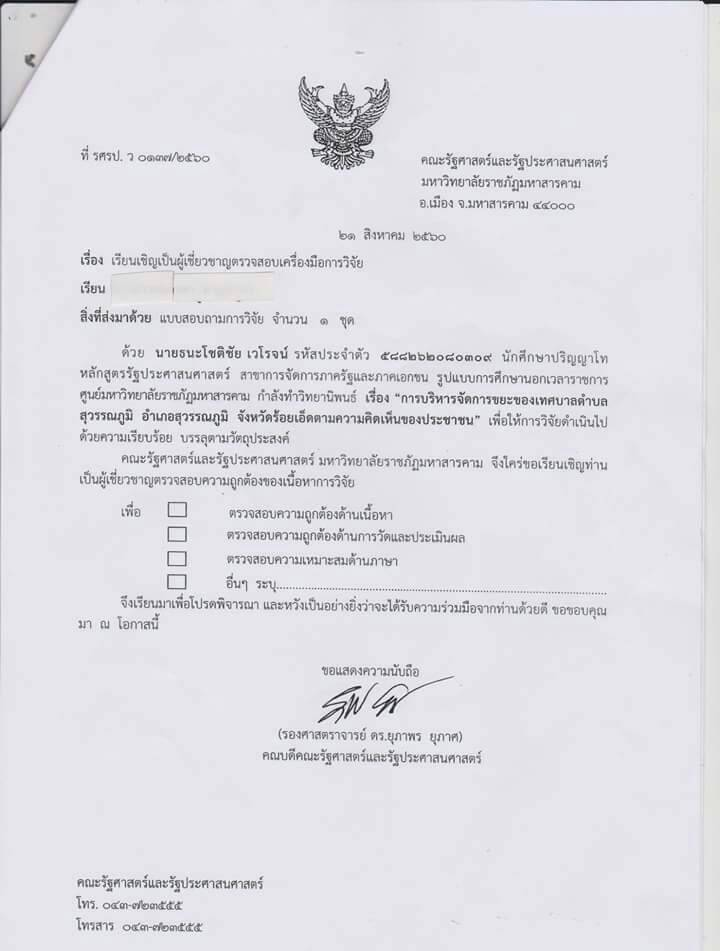 ที่ รศรป. ว ๐๑๓๗/๒๕๖๐
คณะรัฐศาสตร์และรัฐประศาสนศาสตร์
มหาวิทยาลัยราชภัฏมหาสารคาม
อ.เมือง จ.มหาสารคาม ๔๔๐๐๐
๒๑ สิงหาคม ๒๕๖๐
เรื่อง เรียนเชิญเป็นผู้เชี่ยวชาญตรวจสอบเครื่องมือการวิจัย
เรียน
สิ่งที่ส่งมาด้วย แบบสอบถามการวิจัย จำนวน ๑ ชุด
ด้วย นายธนะโชติชัย เวโรจน์ รหัสประจำตัว ๕๘๘๒๖๒๐๘๐๓๐๙ นักศึกษาปริญญาโท
หลักสูตรรัฐประศาสนศาสตร์ สาขาการจัดการภาครัฐและภาคเอกชน รูปแบบการศึกษานอกเวลาราชการ
ศูนย์มหาวิทยาลัยราชภัฏมหาสารคาม กำลังทำวิทยานิพนธ์ เรื่อง “การบริหารจัดการขยะของเทศบาลตำบล
สุวรรณภูมิ อำเภอสุวรรณภูมิ จังหวัดร้อยเอ็ดตามความคิดเห็นของประชาชน” เพื่อให้การวิจัยดำเนินไป
ด้วยความเรียบร้อย บรรลุตามวัตถุประสงค์
คณะรัฐศาสตร์และรัฐประศาสนศาสตร์ มหาวิทยาลัยราชภัฏมหาสารคาม จึงใคร่ขอเรียนเชิญท่าน
เป็นผู้เชี่ยวชาญตรวจสอบความถูกต้องของเนื้อหาการวิจัย
เพื่อ ☐ ตรวจสอบความถูกต้องด้านเนื้อหา
☐ ตรวจสอบความถูกต้องด้านการวัดและประเมินผล
☐ ตรวจสอบความเหมาะสมด้านภาษา
☐ อื่นๆ ระบุ..........................................................................................
จึงเรียนมาเพื่อโปรดพิจารณา และหวังเป็นอย่างยิ่งว่าจะได้รับความร่วมมือจากท่านด้วยดี ขอขอบคุณ
มา ณ โอกาสนี้
ขอแสดงความนับถือ
(รองศาสตราจารย์ ดร.ยุภาพร ยุภาศ)
คณบดีคณะรัฐศาสตร์และรัฐประศาสนศาสตร์
คณะรัฐศาสตร์และรัฐประศาสนศาสตร์
โทร. ๐๔๓-๗๒๓๕๕๕
โทรสาร ๐๔๓-๗๒๓๕๕๕